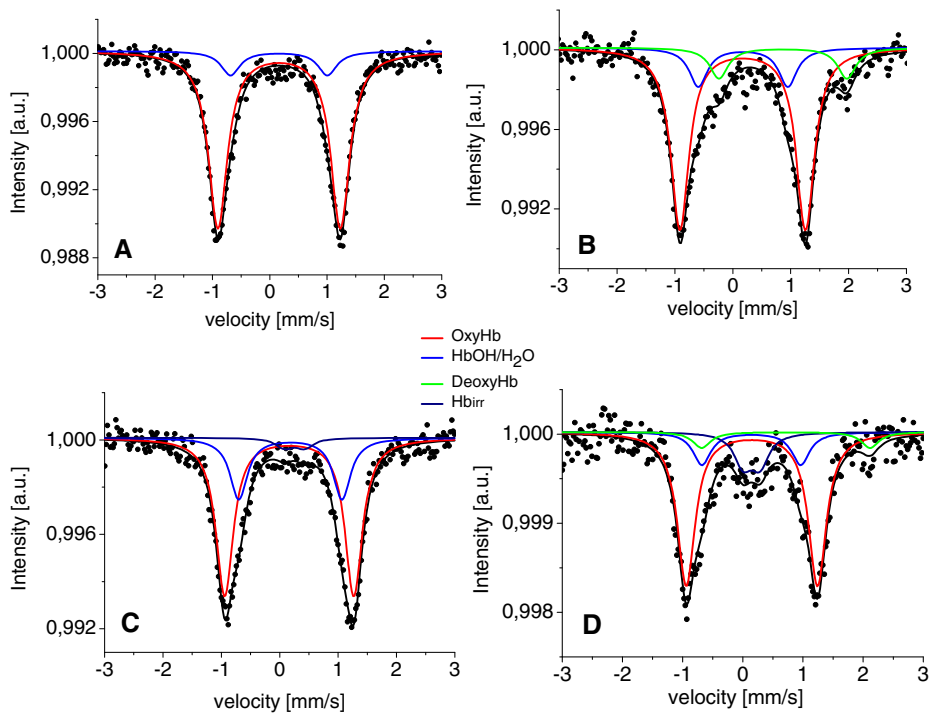 1,000
0,996
0,992
0,988
Intensity [a.u.]
A
-3 -2 -1 0 1 2 3
velocity [mm/s]
1,000
0,996
0,992
Intensity [a.u.]
B
-3 -2 -1 0 1 2 3
velocity [mm/s]
OxyHb
HbOH/H2O
DeoxyHb
Hbirr
1,000
0,996
0,992
Intensity [a.u.]
C
-3 -2 -1 0 1 2 3
velocity [mm/s]
1,000
0,999
0,998
Intensity [a.u.]
D
-3 -2 -1 0 1 2 3
velocity [mm/s]